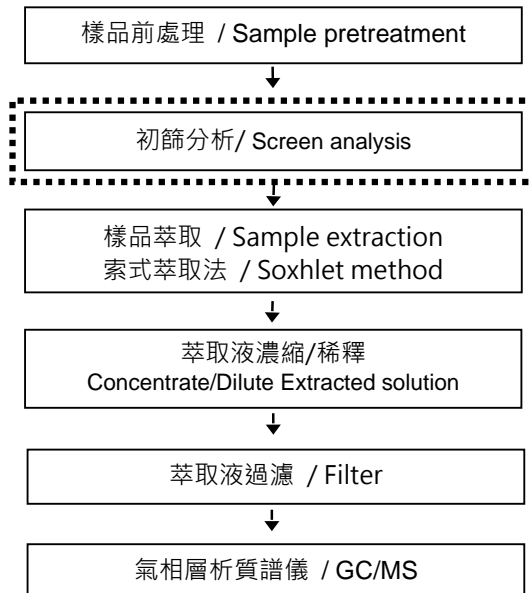 樣品前處理 / Sample pretreatment
初篩分析/ Screen analysis
樣品萃取 / Sample extraction
索式萃取法 / Soxhlet method
萃取液濃縮/稀釋
Concentrate/Dilute Extracted solution
萃取液過濾 / Filter
氣相層析質譜儀 / GC/MS